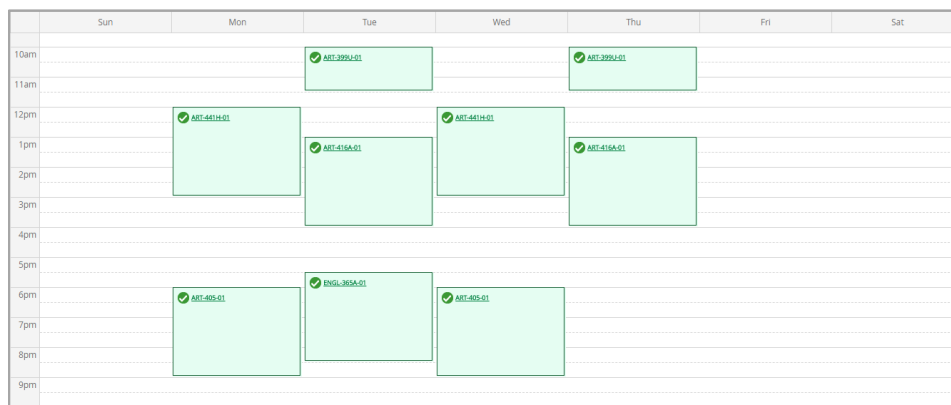 Sun Mon Tue Wed Thu Fri Sat
10am ART-399U-01 ART-399U-01
11am
12pm ART-441H-01 ART-441H-01
1pm ART-416A-01 ART-416A-01
2pm
3pm
4pm
5pm
ENGL-365A-01
6pm ART-405-01 ART-405-01
7pm
8pm
9pm